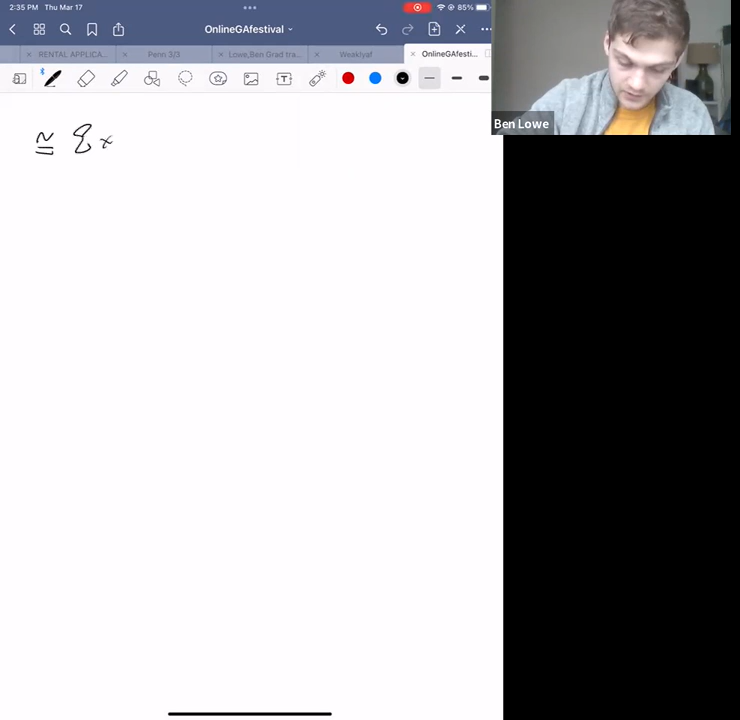 2:35 PM Thu Mar 17
85%
OnlineGAfestival
RENTAL APPLICA...
Penn 3/3
Lowe,Ben Grad tra...
Weaklyaf
OnlineGAfesti...
T
Ben Lowe
≅ { x